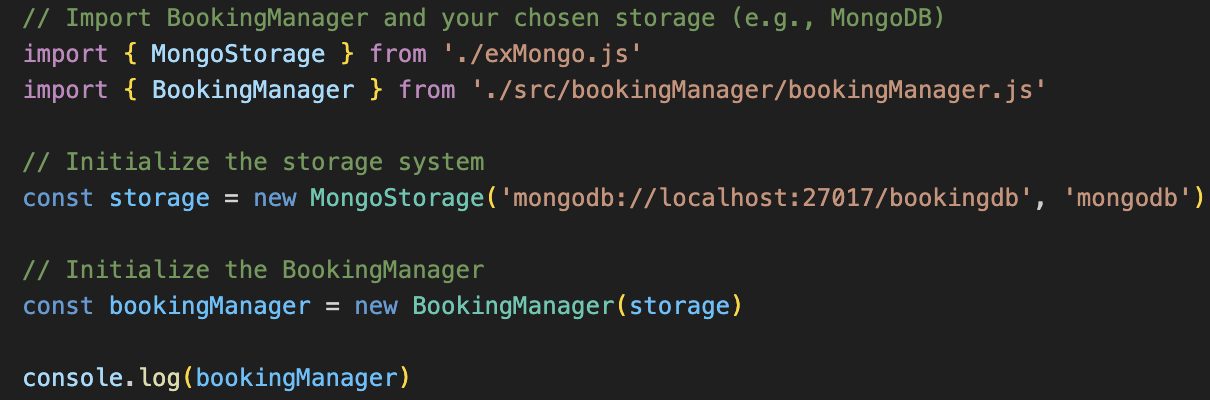 // Import BookingManager and your chosen storage (e.g., MongoDB)
import { MongoStorage } from './exMongo.js'
import { BookingManager } from './src/bookingManager/bookingManager.js'
// Initialize the storage system
const storage = new MongoStorage('mongodb://localhost:27017/bookingdb', 'mongodb')
// Initialize the BookingManager
const bookingManager = new BookingManager(storage)
console.log(bookingManager)